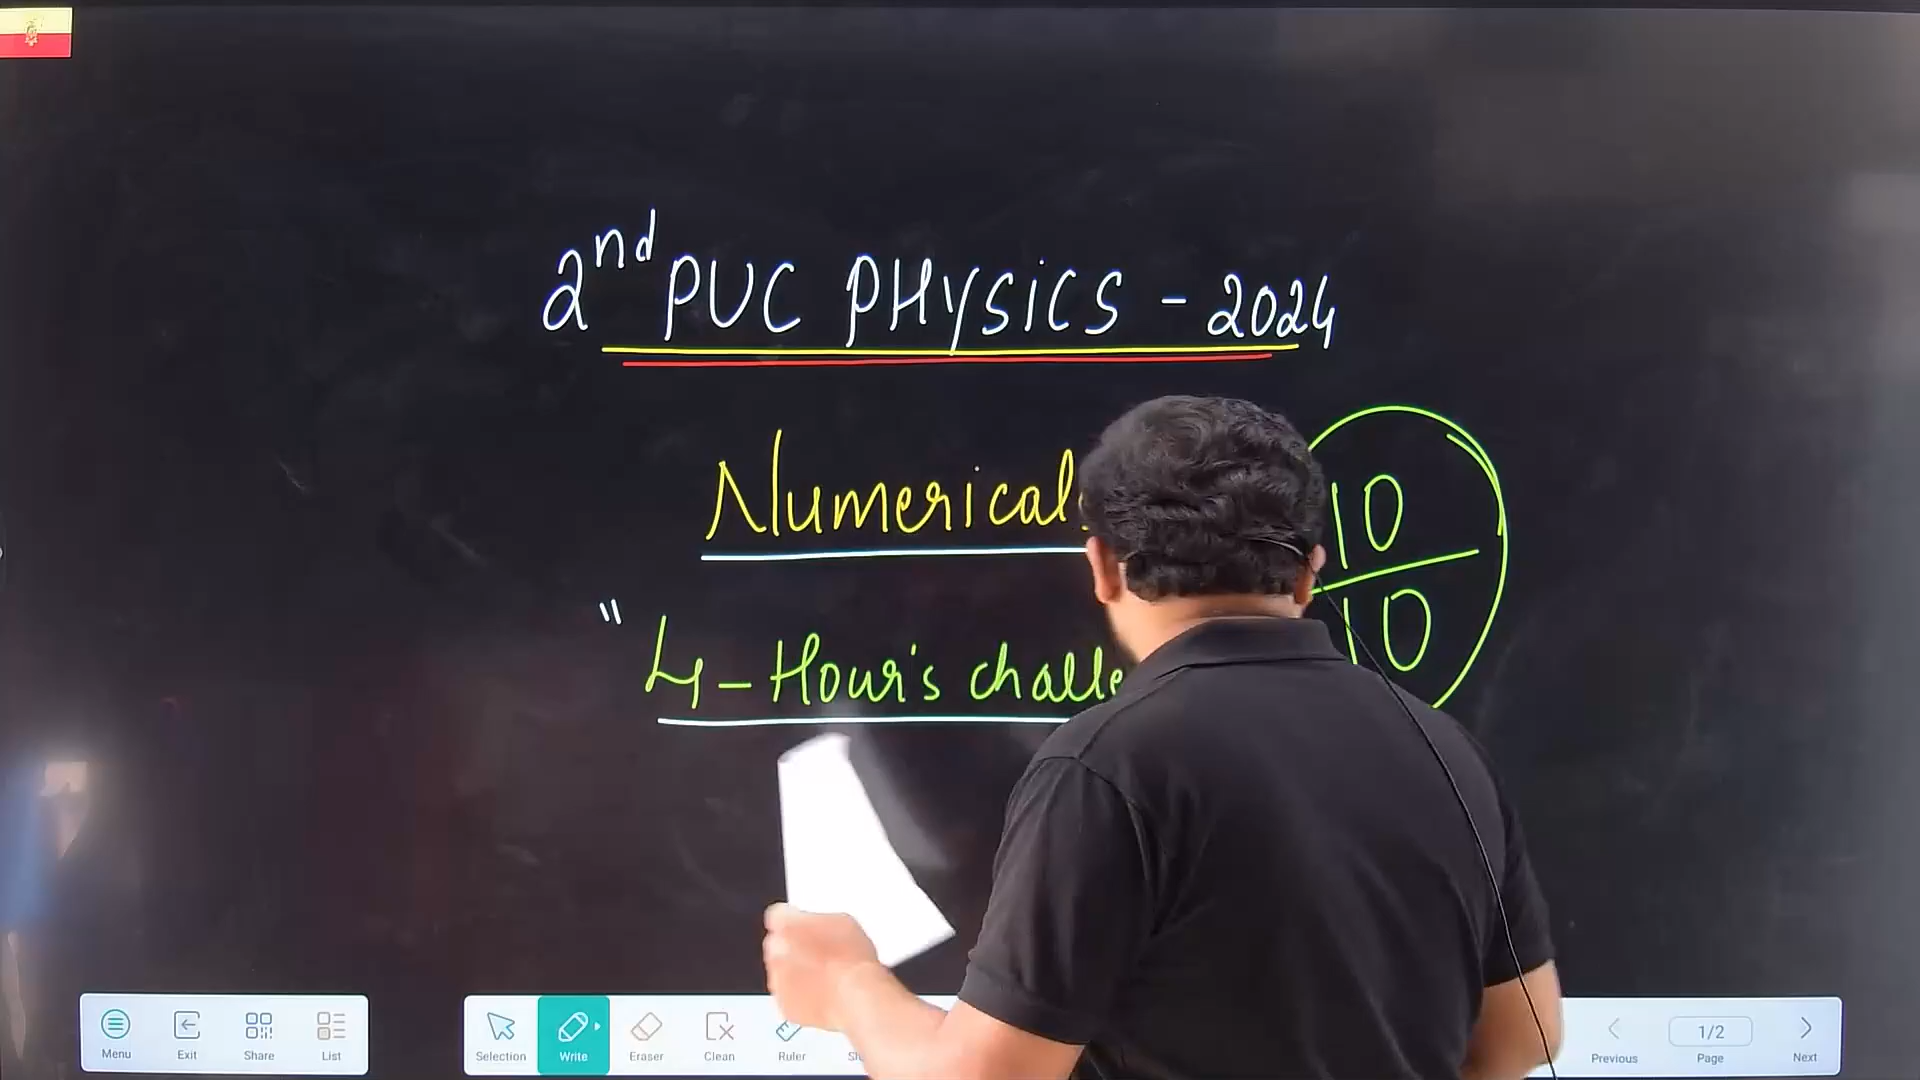 2nd PUC PHYSICS - 2024
Numericals
10
10
" 4-Hour's
Menu
Exit
Share
List
Selection
Write
Eraser
Clean
Ruler
1/2
Previous
Page
Next